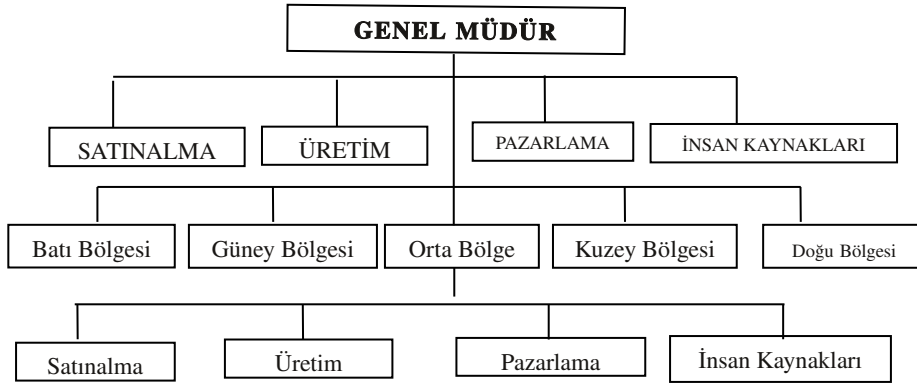 GENEL MÜDÜR
SATINALMA
ÜRETİM
PAZARLAMA
İNSAN KAYNAKLARI
Batı Bölgesi
Güney Bölgesi
Orta Bölge
Kuzey Bölgesi
Doğu Bölgesi
Satınalma
Üretim
Pazarlama
İnsan Kaynakları